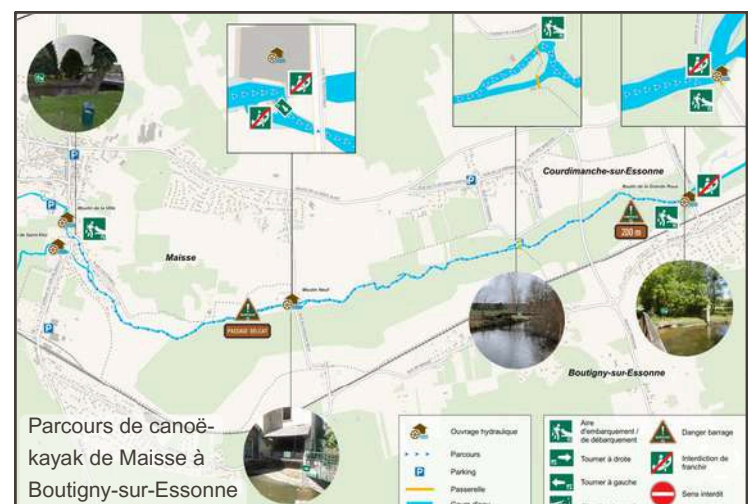 Courdimanche-sur-Essonne
Moulin de la Grande Roue
Moulin de la Ville
200 m
Maisse
Moulin Neuf
PASSAGE DÉLICAT
Boutigny-sur-Essonne
Parcours de canoë-
kayak de Maisse à
Boutigny-sur-Essonne
Ouvrage hydraulique
Parcours
Parking
Passerelle
Cours d'eau
Aire
d'embarquement /
de débarquement
Tourner à droite
Tourner à gauche
Danger barrage
Interdiction de
franchir
Sens interdit